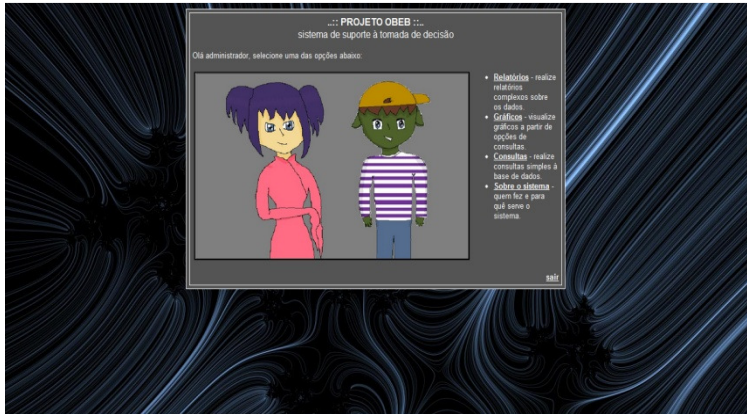 ..:: PROJETO OBEB ::..
sistema de suporte à tomada de decisão
Olá administrador, selecione uma das opções abaixo:
• Relatórios - realize
relatórios
complexos sobre
os dados.
• Gráficos - visualize
gráficos a partir de
opções de
consultas.
• Consultas - realize
consultas simples à
base de dados.
• Sobre o sistema -
quem fez e para
quê serve o
sistema.
sair